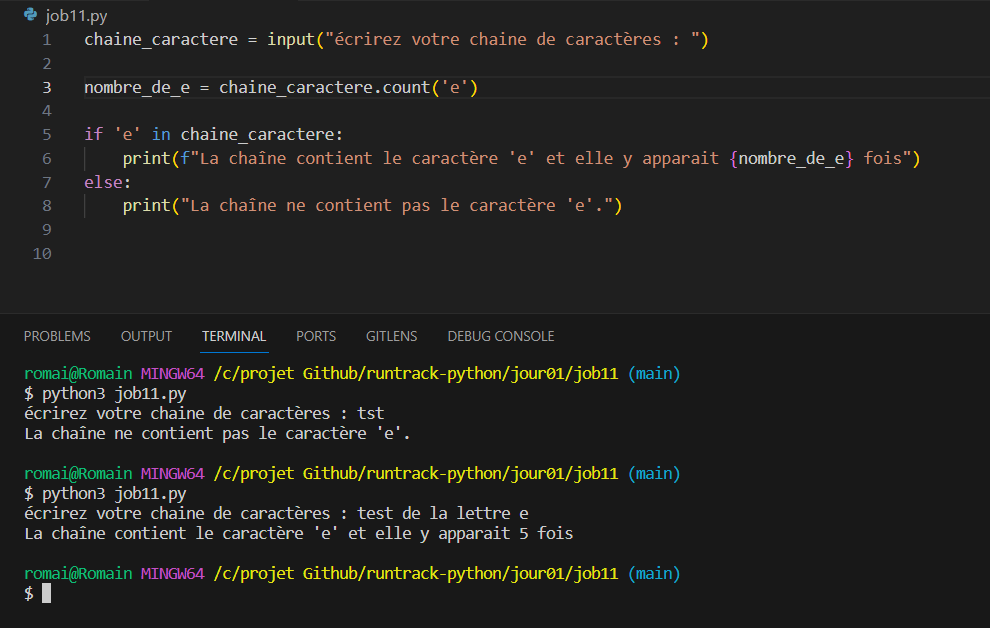 job11.py
1 chaine_caractere = input("écrirez votre chaine de caractères : ")
2
3 nombre_de_e = chaine_caractere.count('e')
4
5 if 'e' in chaine_caractere:
6 print(f"La chaîne contient le caractère 'e' et elle y apparait {nombre_de_e} fois")
7 else:
8 print("La chaîne ne contient pas le caractère 'e'.")
9
10
PROBLEMS OUTPUT TERMINAL PORTS GITLENS DEBUG CONSOLE
romai@Romain MINGW64 /c/projet Github/runtrack-python/jour01/job11 (main)
$ python3 job11.py
écrirez votre chaine de caractères : tst
La chaîne ne contient pas le caractère 'e'.
romai@Romain MINGW64 /c/projet Github/runtrack-python/jour01/job11 (main)
$ python3 job11.py
écrirez votre chaine de caractères : test de la lettre e
La chaîne contient le caractère 'e' et elle y apparait 5 fois
romai@Romain MINGW64 /c/projet Github/runtrack-python/jour01/job11 (main)
$